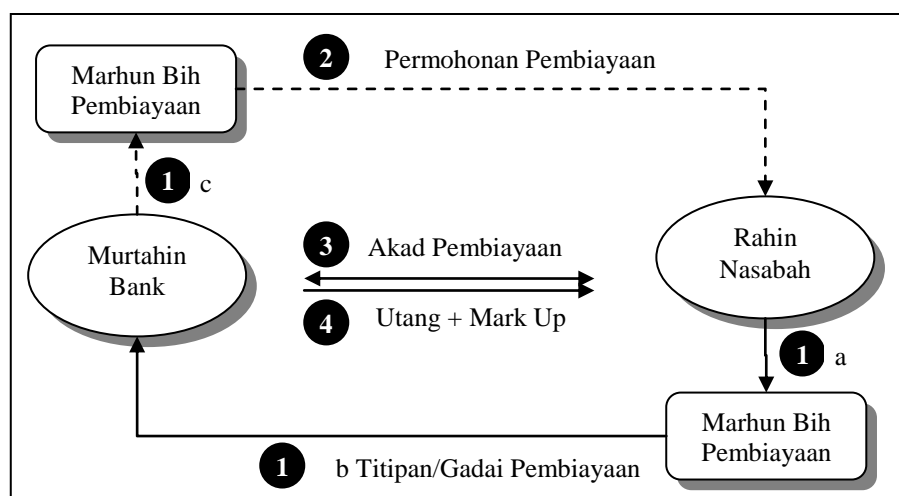 Marhun Bih
Pembiayaan
2 Permohonan Pembiayaan
1 c
Murtahin
Bank
3 Akad Pembiayaan
4 Utang + Mark Up
Rahin
Nasabah
1 a
Marhun Bih
Pembiayaan
1 b Titipan/Gadai Pembiayaan